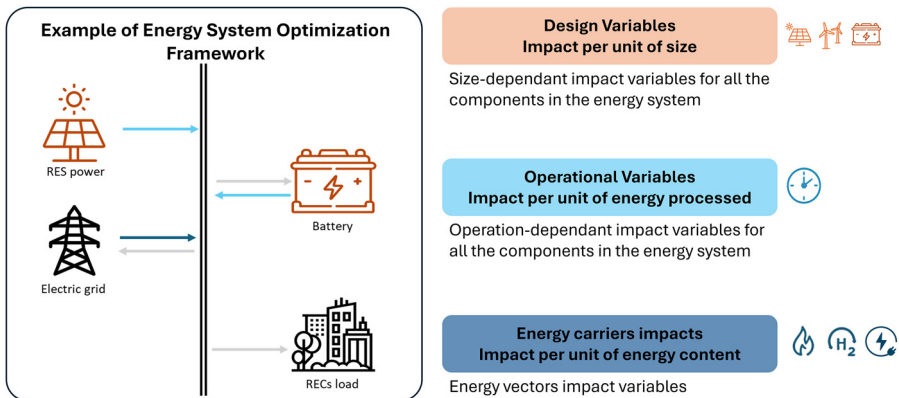 Example of Energy System Optimization
Framework
RES power
Battery
Electric grid
RECs load
Design Variables
Impact per unit of size
Size-dependant impact variables for all the
components in the energy system
Operational Variables
Impact per unit of energy processed
Operation-dependant impact variables for
all the components in the energy system
Energy carriers impacts
Impact per unit of energy content
H2
Energy vectors impact variables